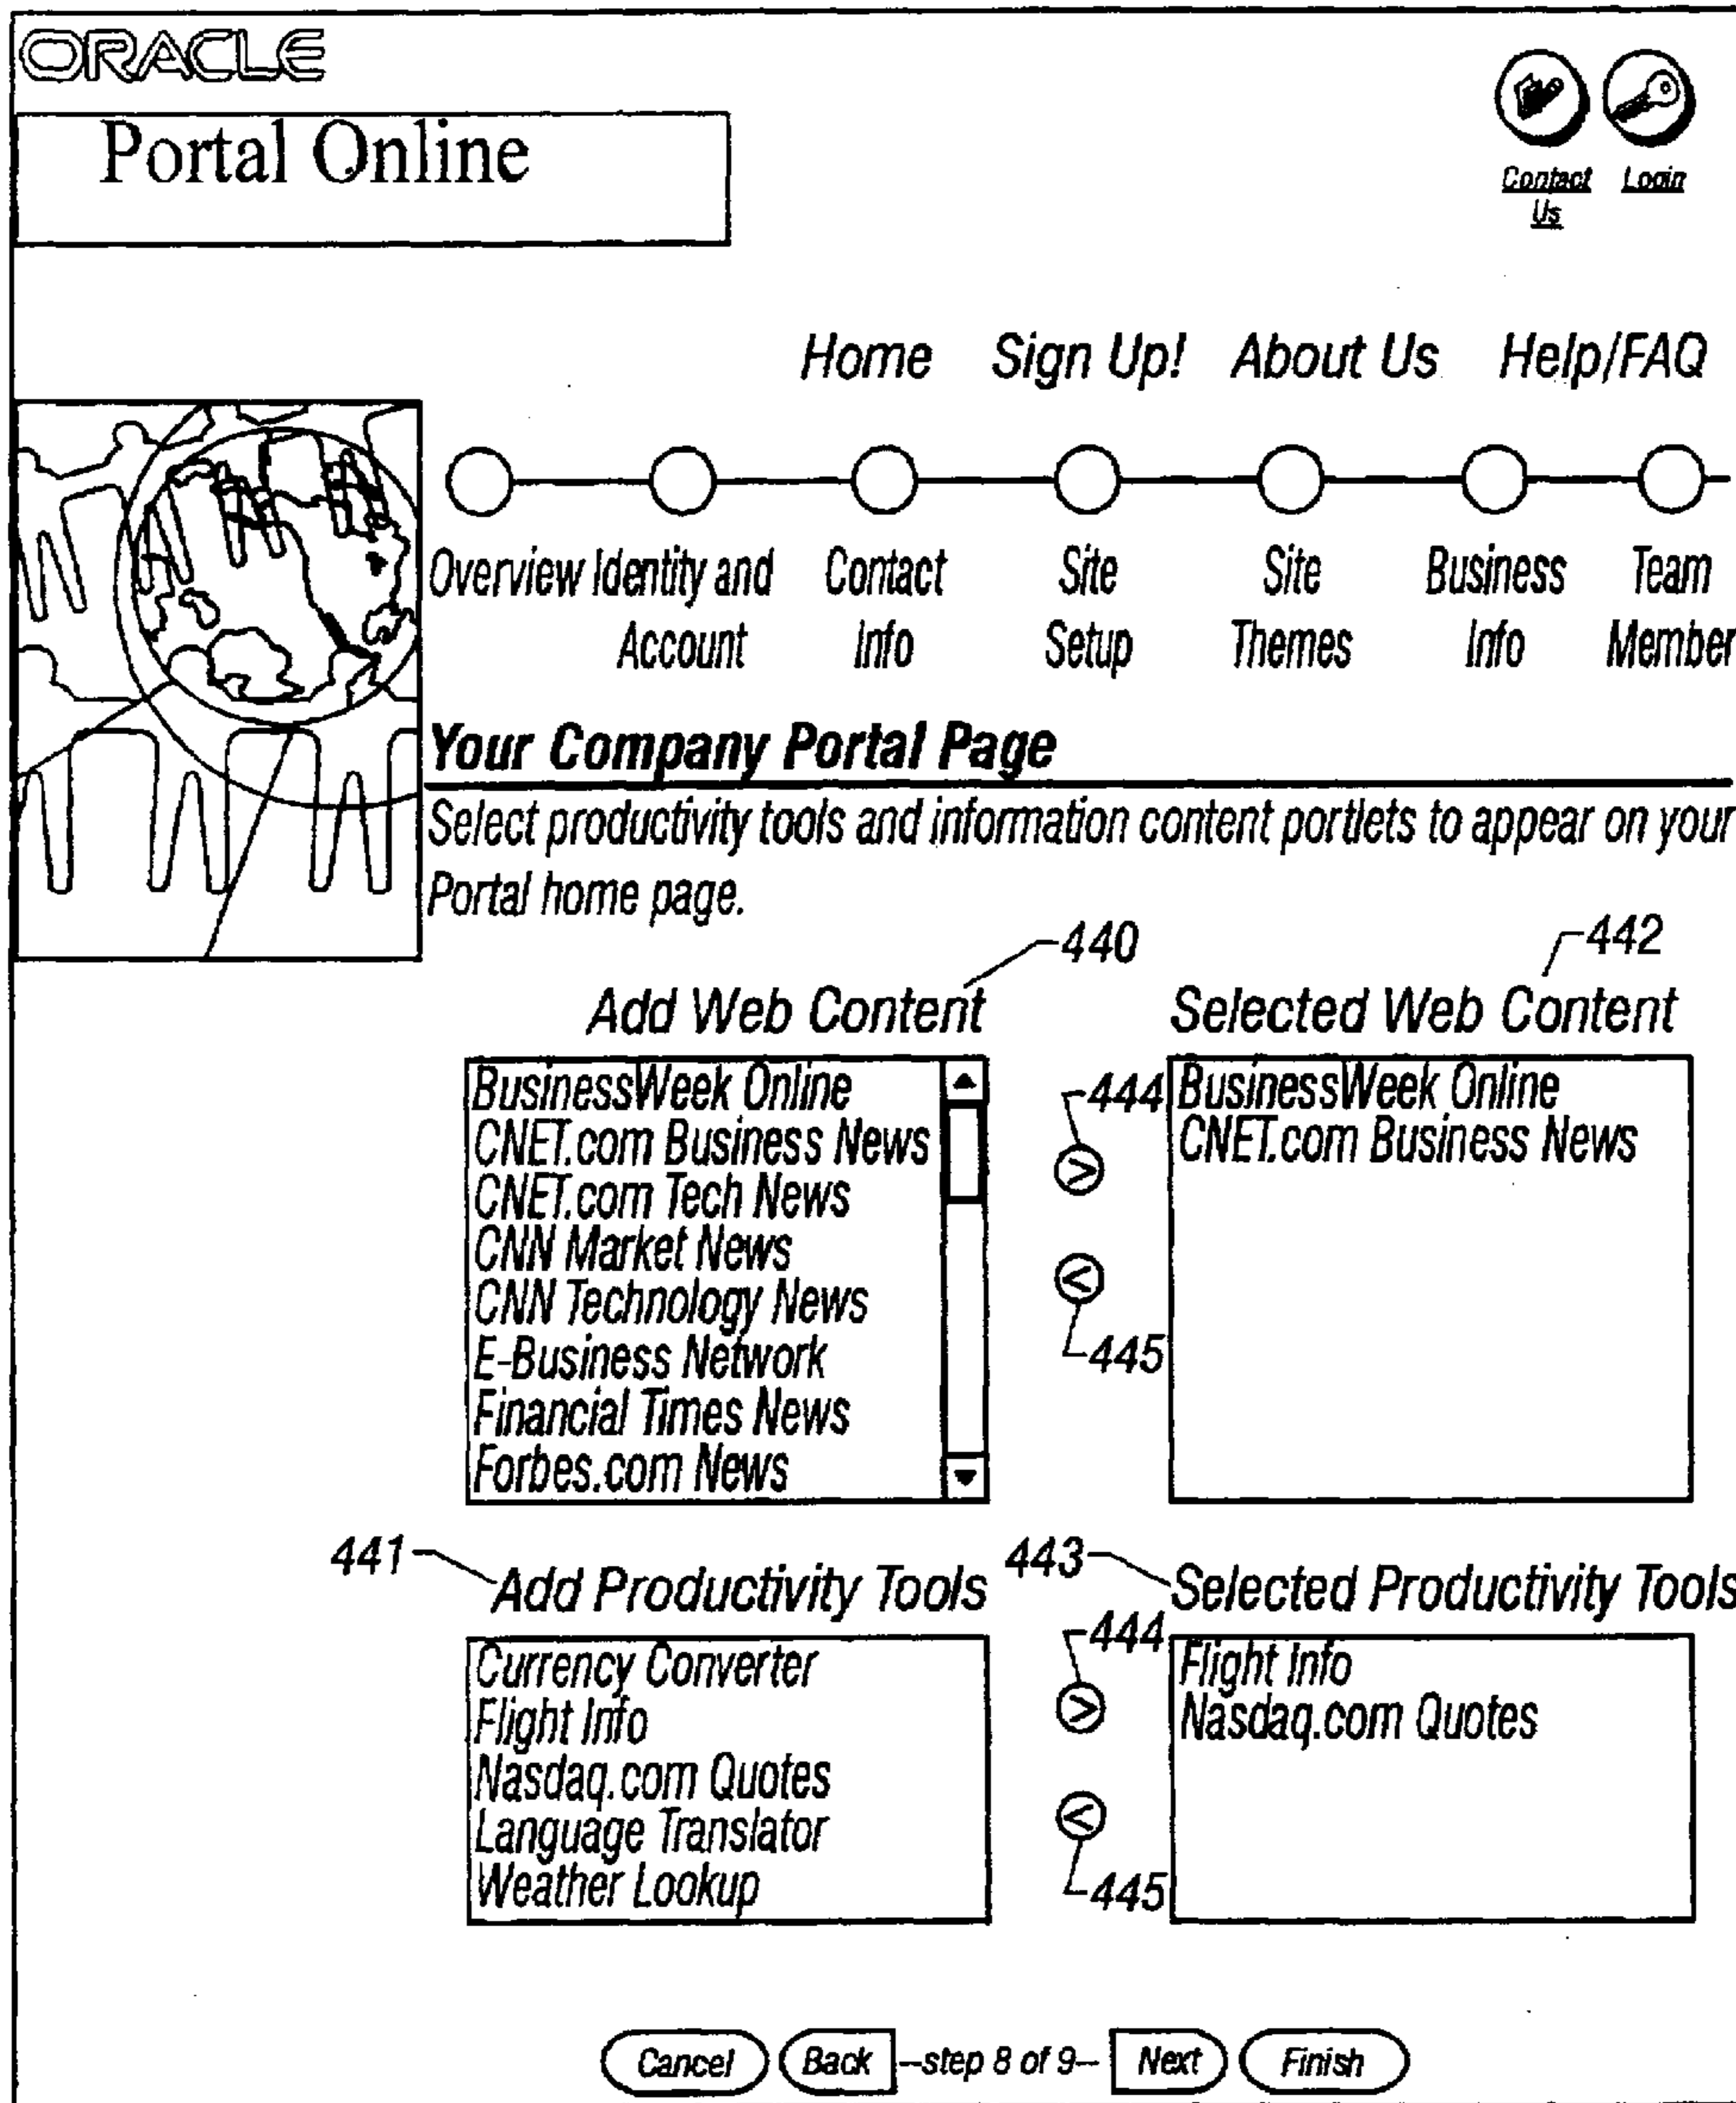 ORACLE
Portal Online
Contact Login
Us
Home Sign Up! About Us Help/FAQ
Overview Identity and Contact Site Site Business Team
Account Info Setup Themes Info Member
Your Company Portal Page
Select productivity tools and information content portlets to appear on your
Portal home page.
440 442
Add Web Content Selected Web Content
BusinessWeek Online 444 BusinessWeek Online
CNET.com Business News CNET.com Business News
CNET.com Tech News >
CNN Market News
CNN Technology News <
E-Business Network 445
Financial Times News
Forbes.com News
441 443
Add Productivity Tools Selected Productivity Tools
444
Currency Converter Flight Info
Flight Info > Nasdaq.com Quotes
Nasdaq.com Quotes
Language Translator <
Weather Lookup 445
Cancel Back --step 8 of 9-- Next Finish